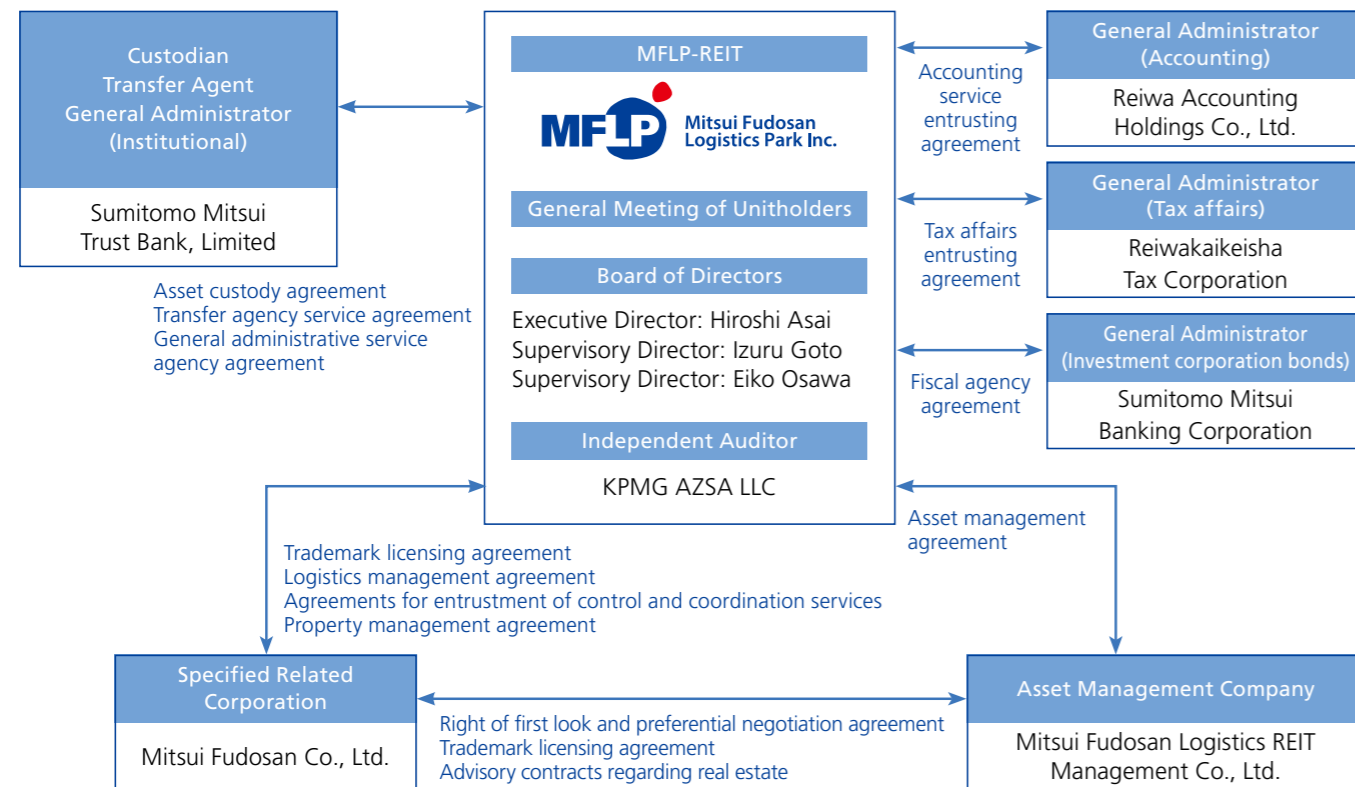 Custodian
Transfer Agent
General Administrator
(Institutional)
Sumitomo Mitsui
Trust Bank, Limited
Asset custody agreement
Transfer agency service agreement
General administrative service
agency agreement
MFLP-REIT
MFLP
Mitsui Fudosan
Logistics Park Inc.
General Meeting of Unitholders
Board of Directors
Executive Director: Hiroshi Asai
Supervisory Director: Izuru Goto
Supervisory Director: Eiko Osawa
Independent Auditor
KPMG AZSA LLC
Accounting
service
entrusting
agreement
General Administrator
(Accounting)
Reiwa Accounting
Holdings Co., Ltd.
Tax affairs
entrusting
agreement
General Administrator
(Tax affairs)
Reiwakaikeisha
Tax Corporation
Fiscal agency
agreement
General Administrator
(Investment corporation bonds)
Sumitomo Mitsui
Banking Corporation
Asset management
agreement
Trademark licensing agreement
Logistics management agreement
Agreements for entrustment of control and coordination services
Property management agreement
Specified Related
Corporation
Mitsui Fudosan Co., Ltd.
Right of first look and preferential negotiation agreement
Trademark licensing agreement
Advisory contracts regarding real estate
Asset Management Company
Mitsui Fudosan Logistics REIT
Management Co., Ltd.